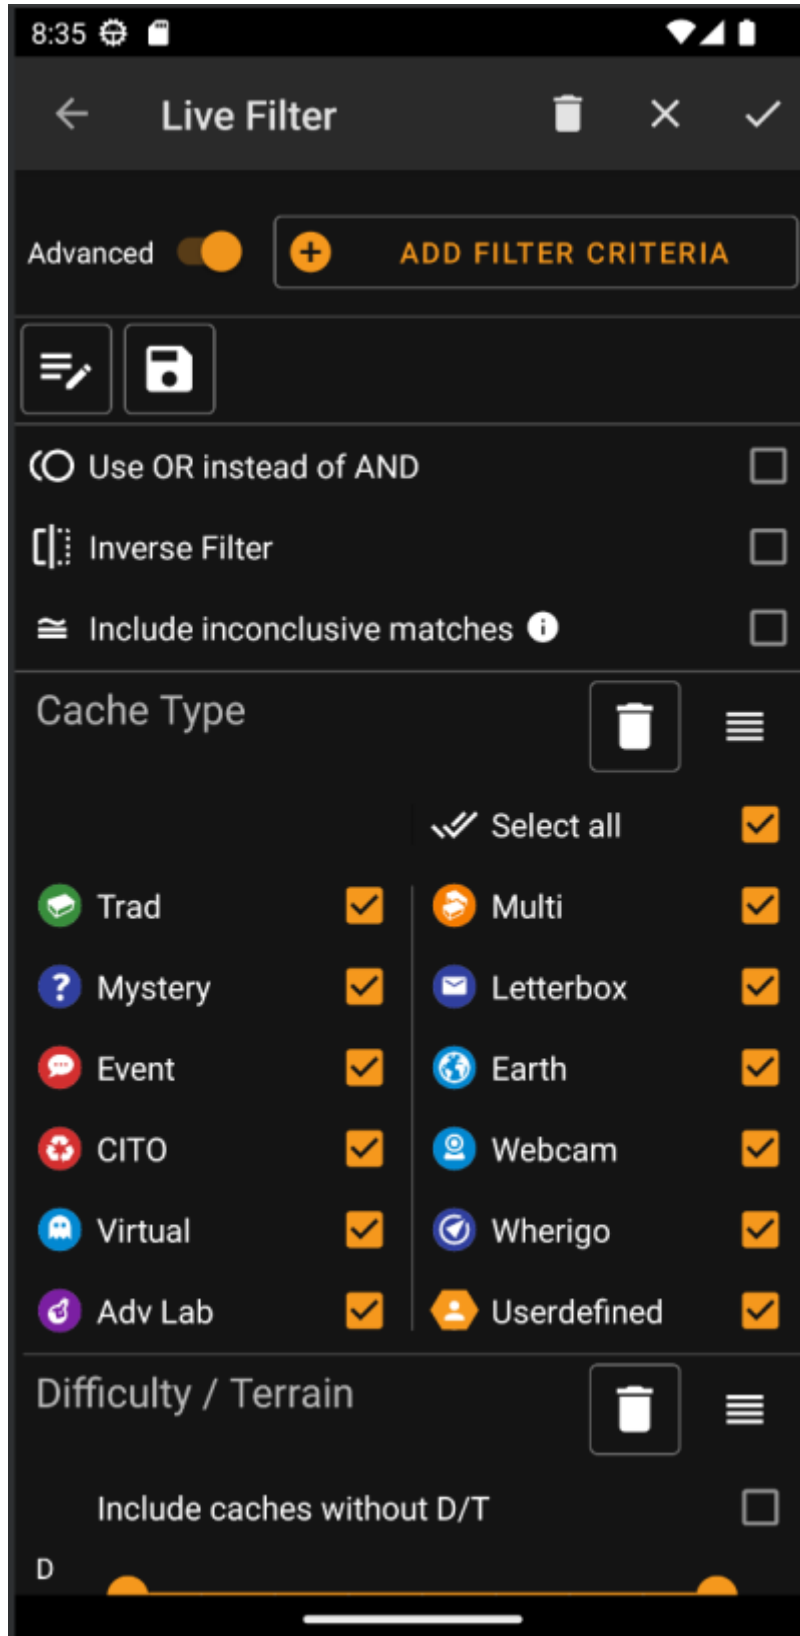 8:35
Live Filter
Advanced
ADD FILTER CRITERIA
Use OR instead of AND
Inverse Filter
Include inconclusive matches
Cache Type
Select all
Trad
Multi
Mystery
Letterbox
Event
Earth
CITO
Webcam
Virtual
Wherigo
Adv Lab
Userdefined
Difficulty / Terrain
Include caches without D/T
D